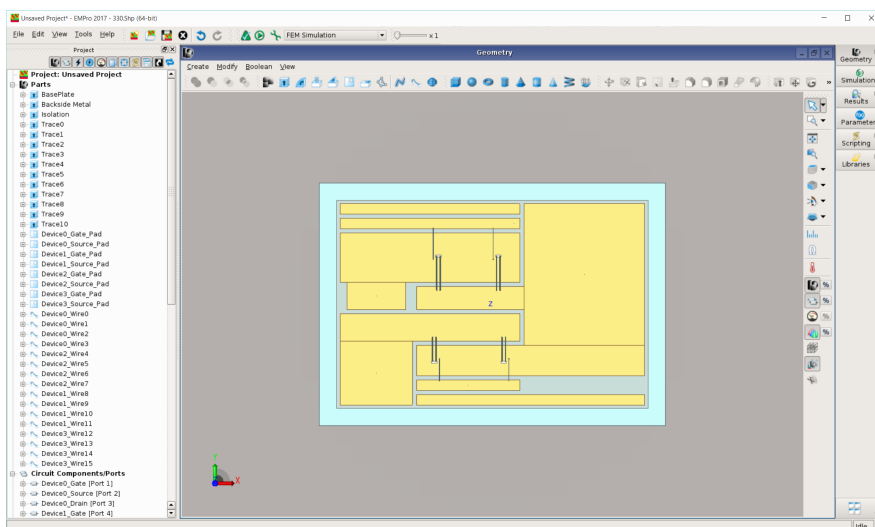 Unsaved Project* - EMPro 2017 - 330.Shp (64-bit)
File Edit View Tools Help
FEM Simulation
x 1
Project
Project: Unsaved Project
Parts
BasePlate
Backside Metal
Isolation
Trace0
Trace1
Trace2
Trace3
Trace4
Trace5
Trace6
Trace7
Trace8
Trace9
Trace10
Device0_Gate_Pad
Device0_Source_Pad
Device1_Gate_Pad
Device1_Source_Pad
Device2_Gate_Pad
Device2_Source_Pad
Device3_Gate_Pad
Device3_Source_Pad
Device0_Wire0
Device0_Wire1
Device0_Wire2
Device0_Wire3
Device2_Wire4
Device2_Wire5
Device2_Wire6
Device2_Wire7
Device1_Wire8
Device1_Wire9
Device1_Wire10
Device1_Wire11
Device3_Wire12
Device3_Wire13
Device3_Wire14
Device3_Wire15
Circuit Components/Ports
Device0_Gate [Port 1]
Device0_Source [Port 2]
Device0_Drain [Port 3]
Device1_Gate [Port 4]
Geometry
Create Modify Boolean View
Z
Y
X
Geometry
Simulation
Results
Parameter
Scripting
Libraries
Idle